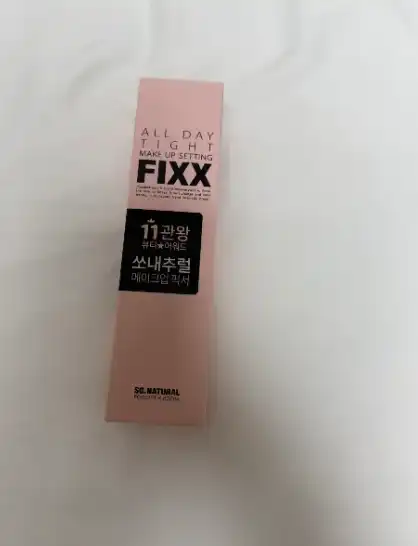 ALL DAY
TIGHT
MAKE UP SETTING
FIXX
11관왕
뷰티★어워드
쏘내추럴
메이크업 픽서
SO.NATURAL